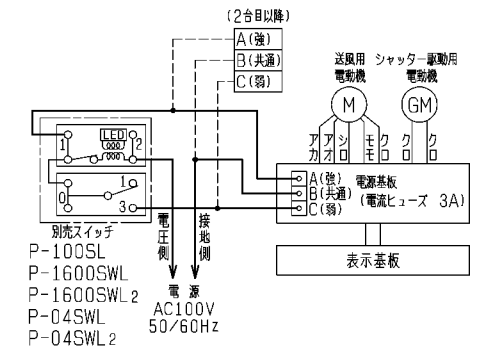 (2台目以降)
A(強)
B(共通)
C(弱)
送風用
電動機
シャッター駆動用
電動機
M
GM
アカ
アオ
シロ
モモ
クロ
クロ
LED
1
2
0
1
3
別売スイッチ
P-100SL
P-1600SWL
P-1600SWL2
P-04SWL
P-04SWL2
電圧側
接地側
電源
AC100V
50/60Hz
A(強)
B(共通)
C(弱)
電源基板
(電流ヒューズ 3A)
表示基板